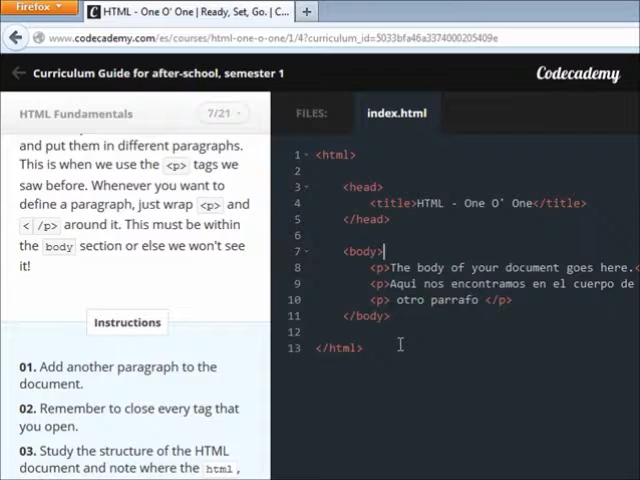 Firefox
HTML - One O' One | Ready, Set, Go. | C...
www.codecademy.com/es/courses/html-one-o-one/1/4?curriculum_id=5033bfa46a3374000205409e
Curriculum Guide for after-school, semester 1
Codecademy
HTML Fundamentals
7/21
and put them in different paragraphs.
This is when we use the <p> tags we
saw before. Whenever you want to
define a paragraph, just wrap <p> and
< /p> around it. This must be within
the body section or else we won't see
it!
Instructions
01. Add another paragraph to the
document.
02. Remember to close every tag that
you open.
03. Study the structure of the HTML
document and note where the html ,
FILES:
index.html
1 <html>
2
3 <head>
4 <title>HTML - One O' One</title>
5 </head>
6
7 <body>
8 <p>The body of your document goes here.<
9 <p>Aqui nos encontramos en el cuerpo de
10 <p> otro parrafo </p>
11 </body>
12
13 </html>